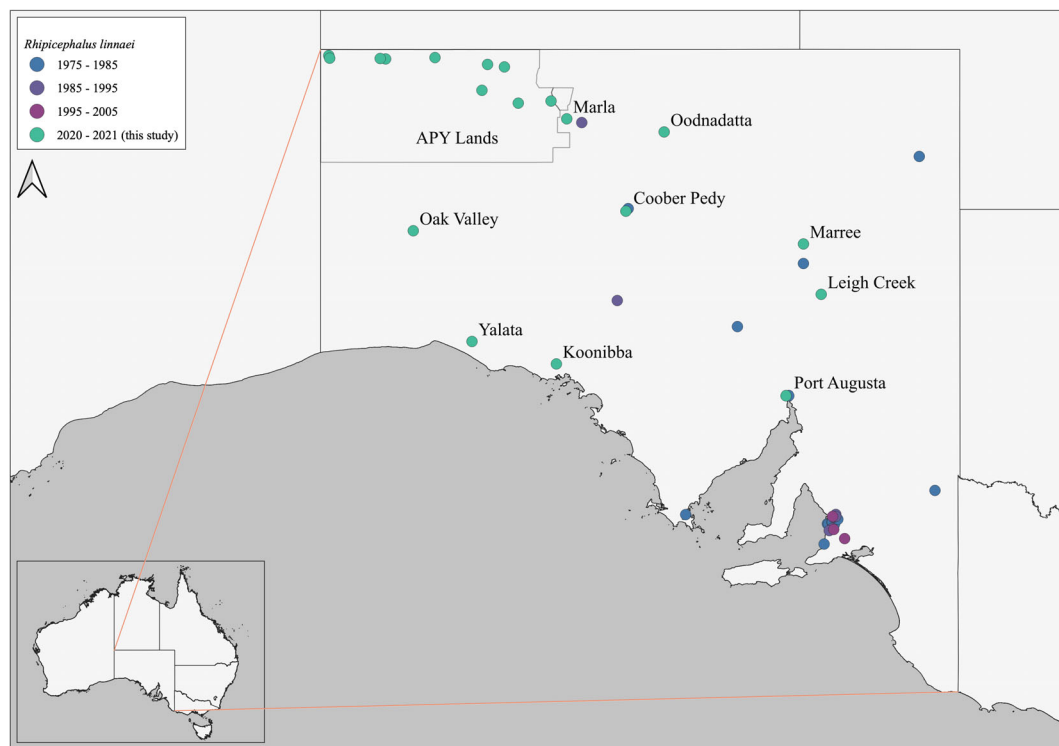 Rhipicephalus linnaei
1975 - 1985
1985 - 1995
1995 - 2005
2020 - 2021 (this study)
Marla
Oodnadatta
APY Lands
Coober Pedy
Oak Valley
Marree
Leigh Creek
Yalata
Koonibba
Port Augusta